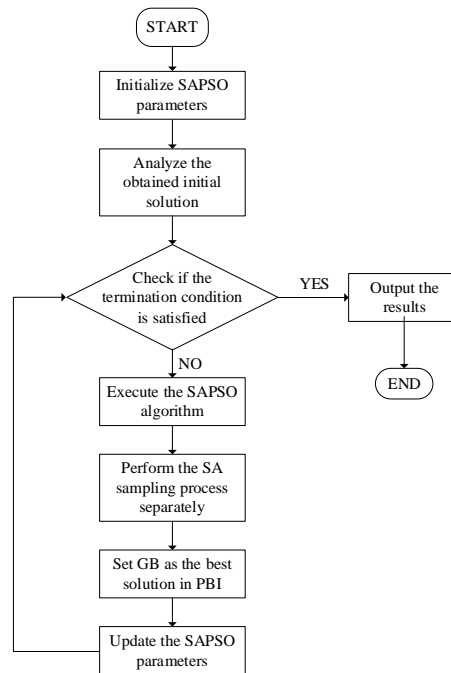 START
Initialize SAPSO
parameters
Analyze the
obtained initial
solution
Check if the
termination condition
is satisfied
YES
Output the
results
END
NO
Execute the SAPSO
algorithm
Perform the SA
sampling process
separately
Set GB as the best
solution in PBI
Update the SAPSO
parameters